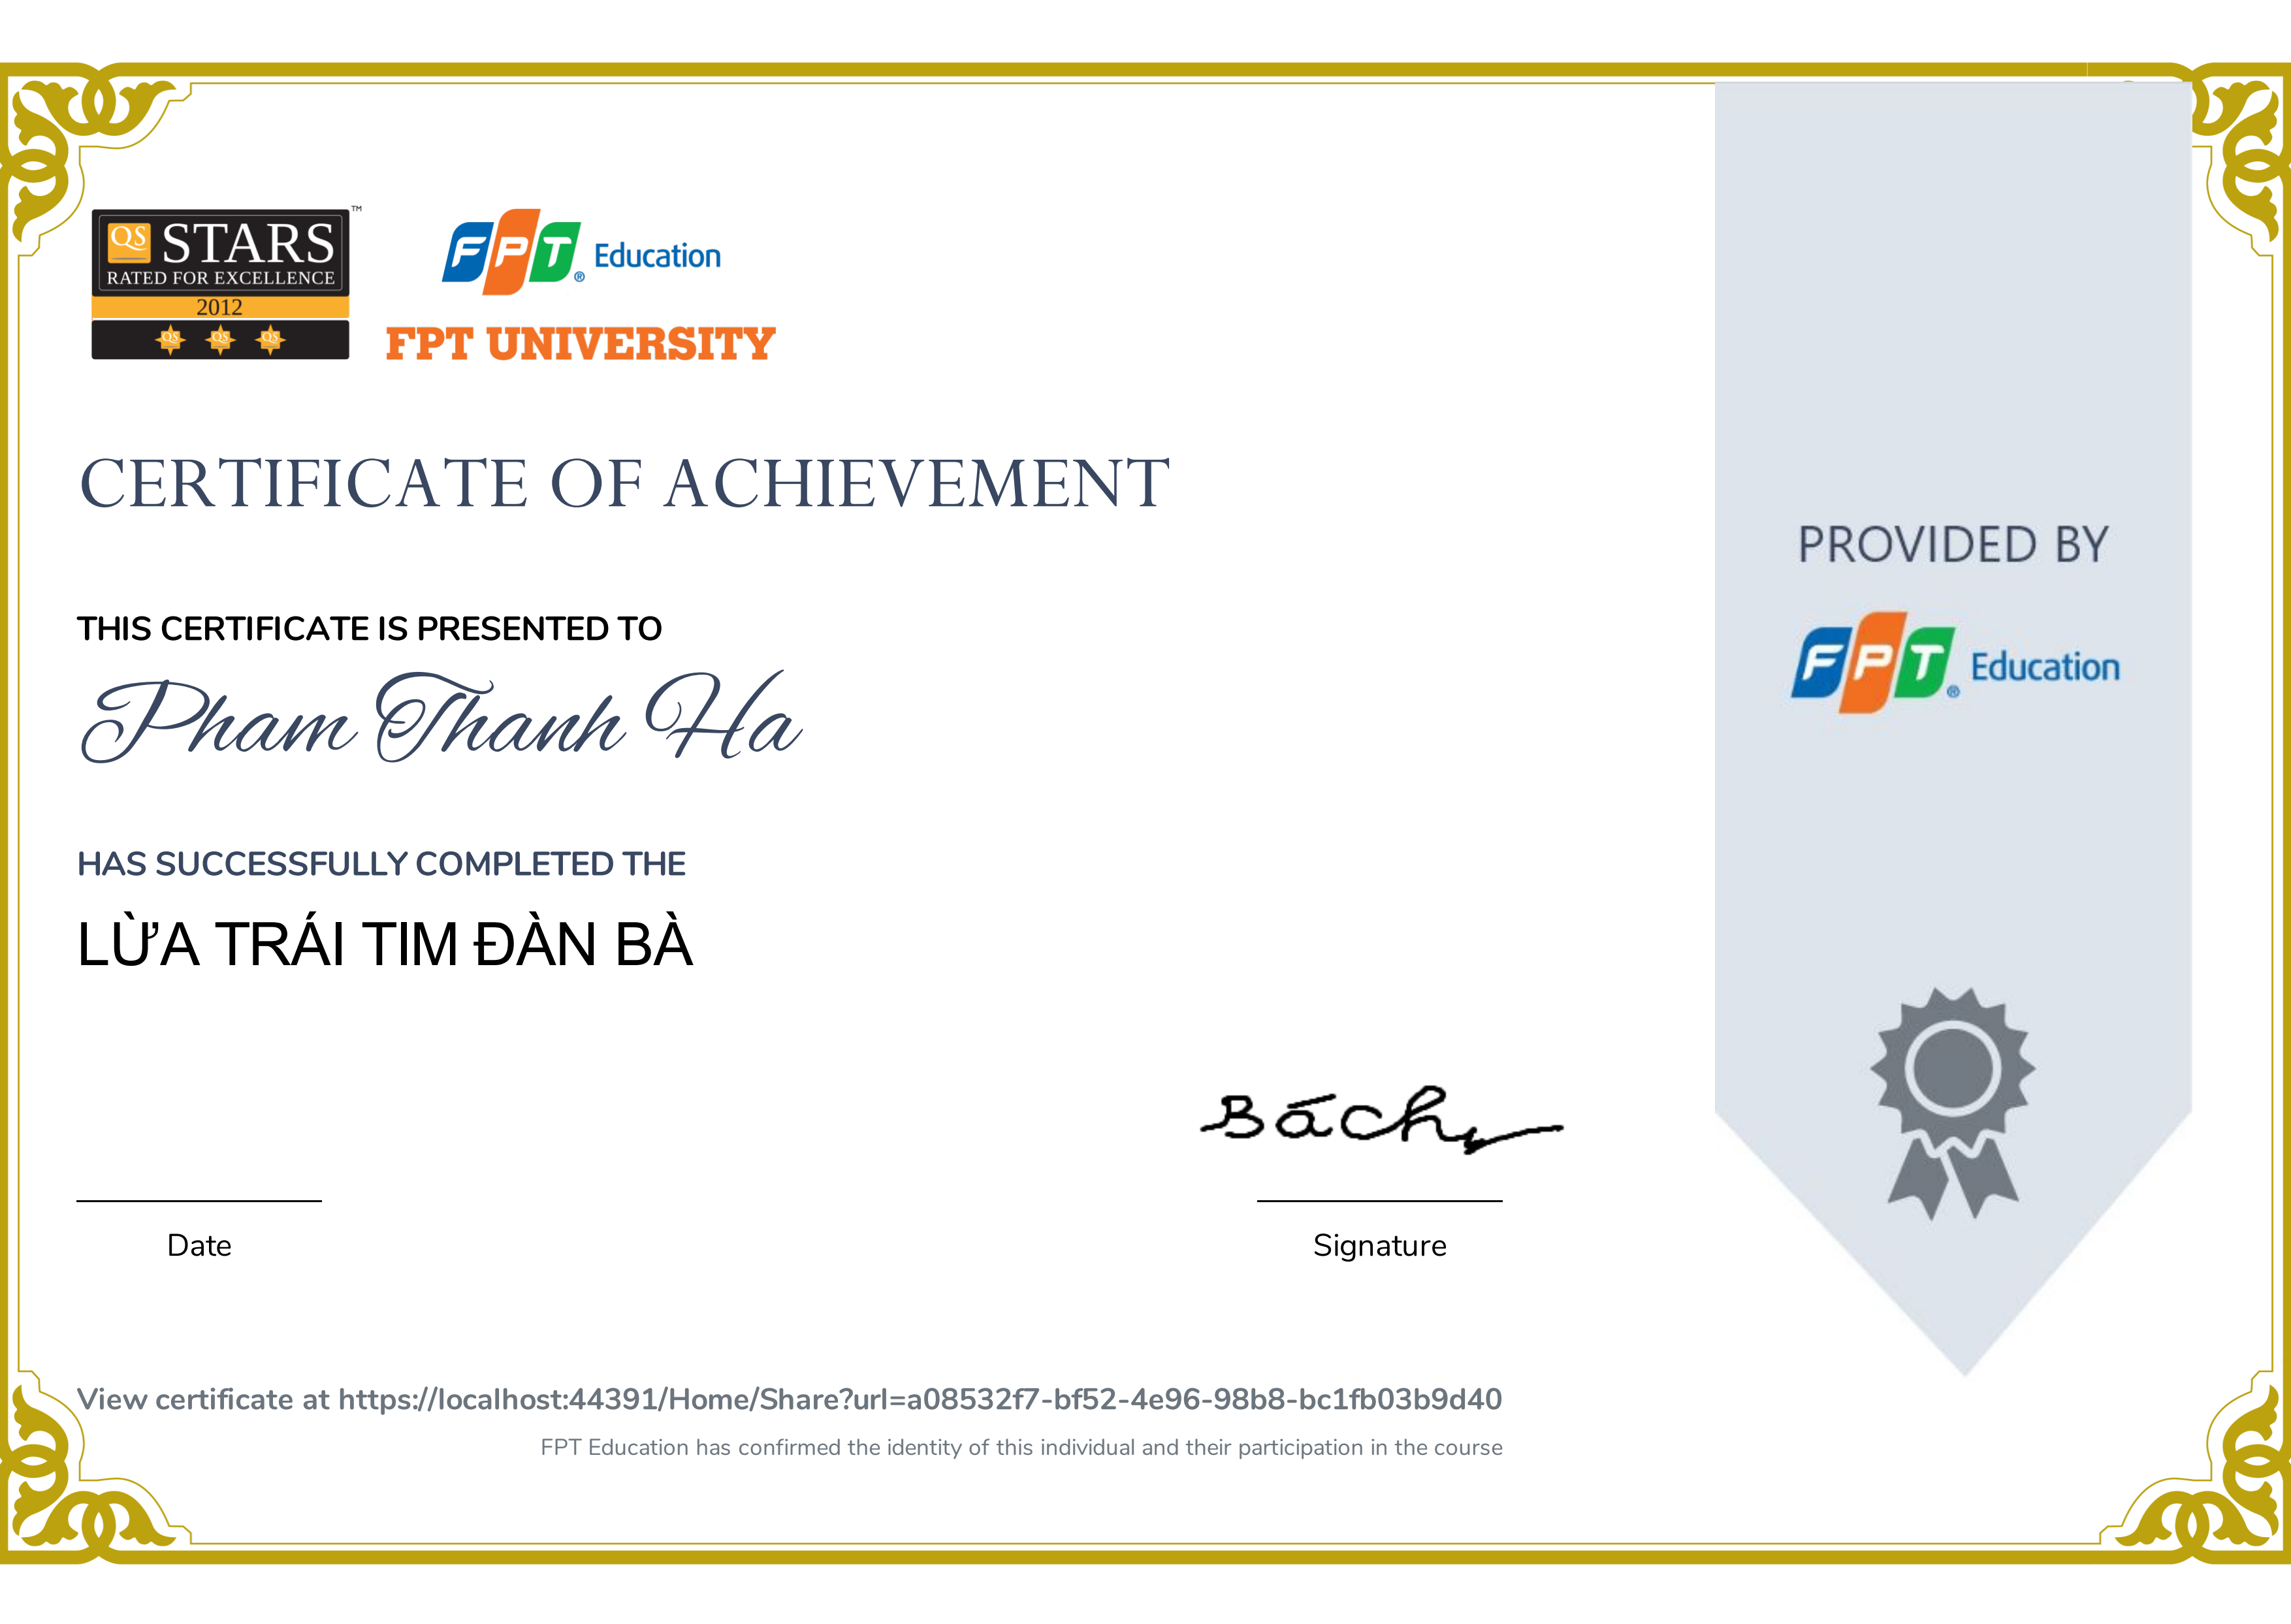 QS STARS™
RATED FOR EXCELLENCE
2012
QS QS QS
FPT® Education
FPT UNIVERSITY
CERTIFICATE OF ACHIEVEMENT
THIS CERTIFICATE IS PRESENTED TO
Pham Thanh Ha
HAS SUCCESSFULLY COMPLETED THE
LỪA TRÁI TIM ĐÀN BÀ
Bách
Date
Signature
View certificate at https://localhost:44391/Home/Share?url=a08532f7-bf52-4e96-98b8-bc1fb03b9d40
FPT Education has confirmed the identity of this individual and their participation in the course
PROVIDED BY
FPT® Education